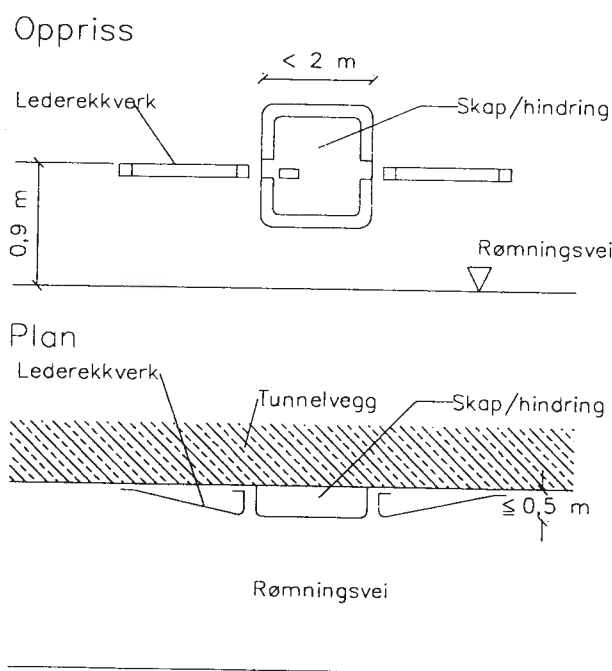 Oppriss
< 2 m
Lederekkverk
Skap/hindring
0,9 m
Rømningsvei
Plan
Lederekkverk
Tunnelvegg
Skap/hindring
≦ 0,5 m
Rømningsvei